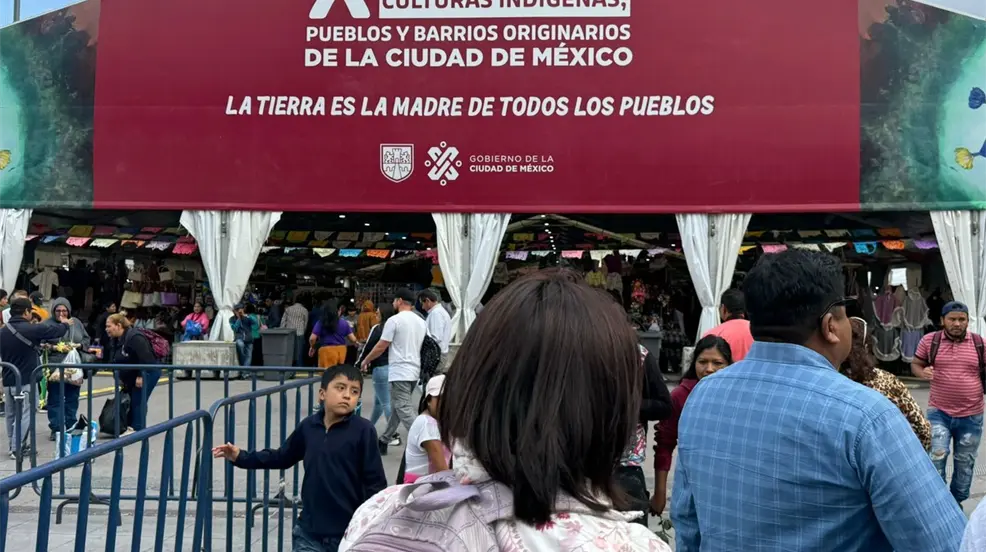 X CULTURAS INDÍGENAS,
PUEBLOS Y BARRIOS ORIGINARIOS
DE LA CIUDAD DE MÉXICO
LA TIERRA ES LA MADRE DE TODOS LOS PUEBLOS
GOBIERNO DE LA
CIUDAD DE MÉXICO